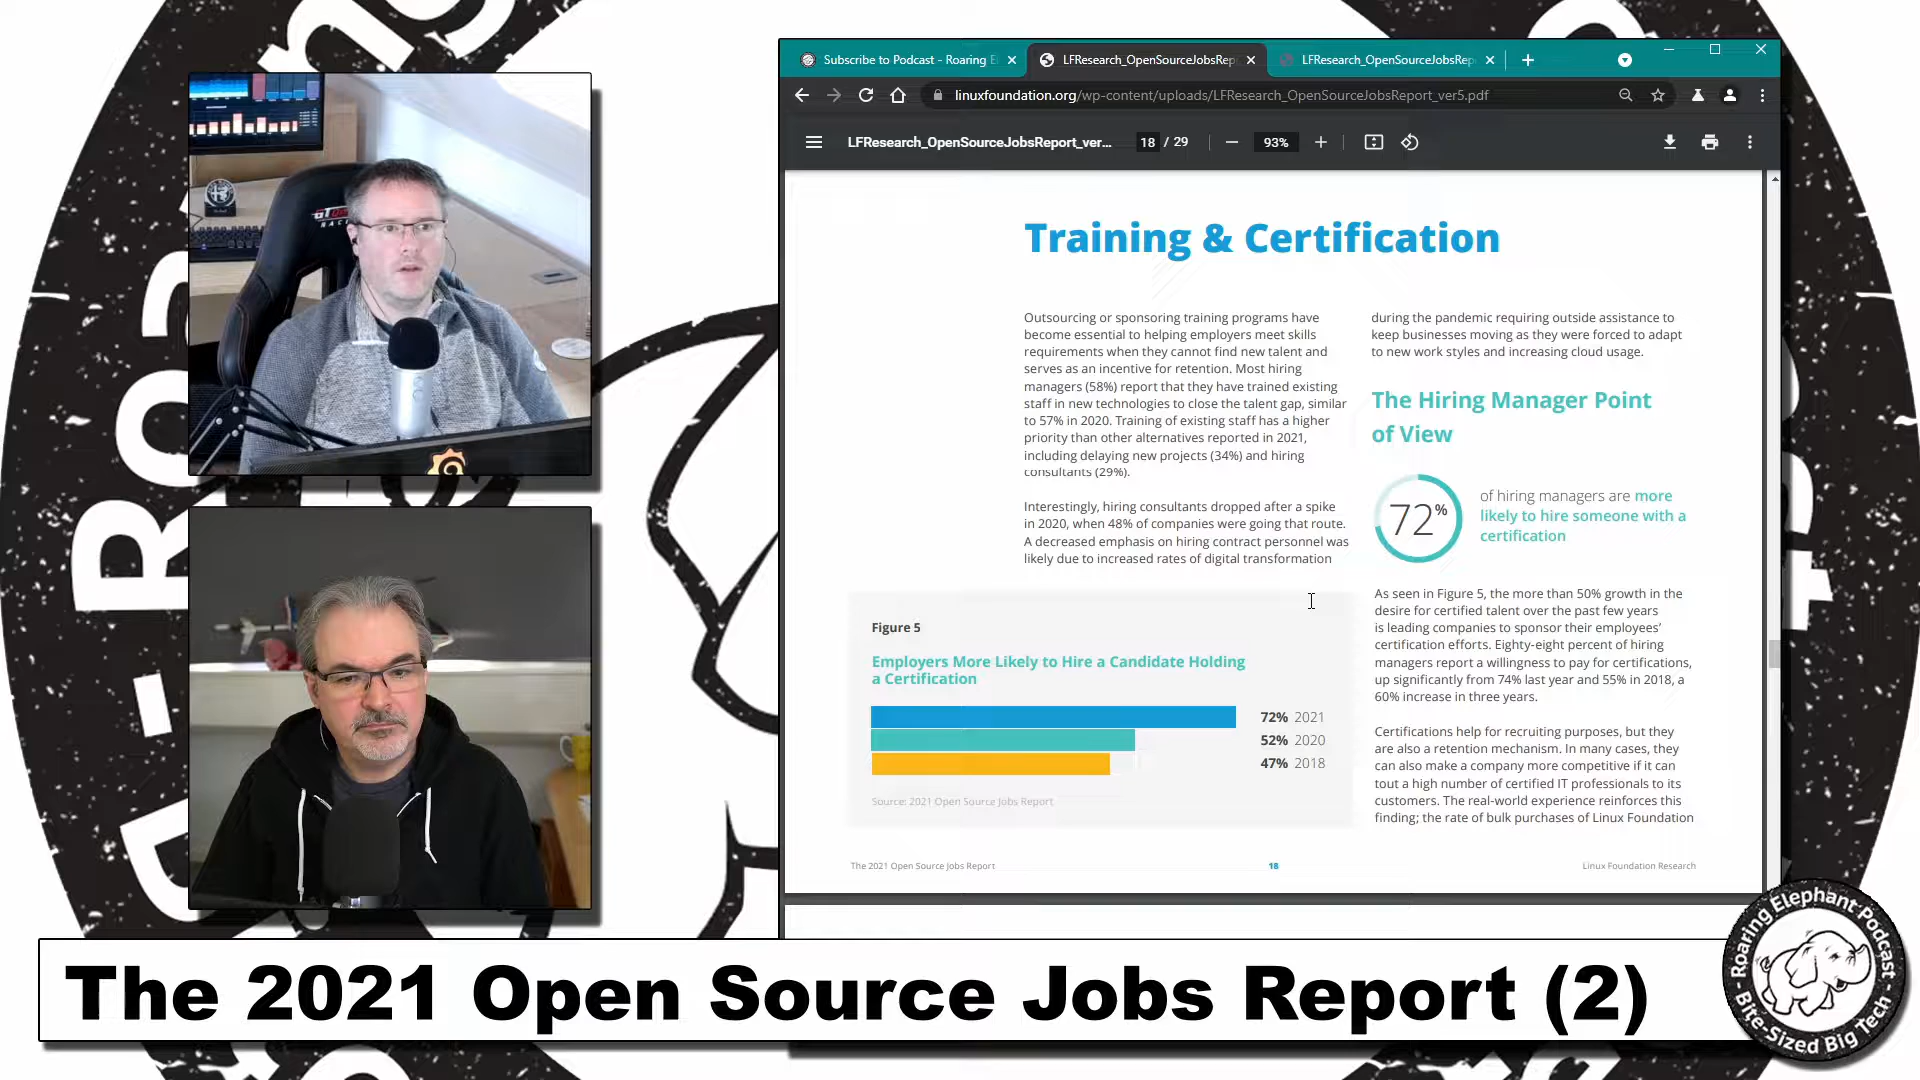 Subscribe to Podcast - Roaring E
LFResearch_OpenSourceJobsRep
LFResearch_OpenSourceJobsRep
linuxfoundation.org/wp-content/uploads/LFResearch_OpenSourceJobsReport_ver5.pdf
LFResearch_OpenSourceJobsReport_ver...
18 / 29
93%
Training & Certification
Outsourcing or sponsoring training programs have
become essential to helping employers meet skills
requirements when they cannot find new talent and
serves as an incentive for retention. Most hiring
managers (58%) report that they have trained existing
staff in new technologies to close the talent gap, similar
to 57% in 2020. Training of existing staff has a higher
priority than other alternatives reported in 2021,
including delaying new projects (34%) and hiring
consultants (29%).
Interestingly, hiring consultants dropped after a spike
in 2020, when 48% of companies were going that route.
A decreased emphasis on hiring contract personnel was
likely due to increased rates of digital transformation
during the pandemic requiring outside assistance to
keep businesses moving as they were forced to adapt
to new work styles and increasing cloud usage.
The Hiring Manager Point
of View
72%
of hiring managers are more
likely to hire someone with a
certification
As seen in Figure 5, the more than 50% growth in the
desire for certified talent over the past few years
is leading companies to sponsor their employees’
certification efforts. Eighty-eight percent of hiring
managers report a willingness to pay for certifications,
up significantly from 74% last year and 55% in 2018, a
60% increase in three years.
Certifications help for recruiting purposes, but they
are also a retention mechanism. In many cases, they
can also make a company more competitive if it can
tout a high number of certified IT professionals to its
customers. The real-world experience reinforces this
finding; the rate of bulk purchases of Linux Foundation
Figure 5
Employers More Likely to Hire a Candidate Holding
a Certification
72% 2021
52% 2020
47% 2018
Source: 2021 Open Source Jobs Report
The 2021 Open Source Jobs Report
18
Linux Foundation Research
The 2021 Open Source Jobs Report (2)
Roaring Elephant Podcast
- Bite-Sized Big Tech -